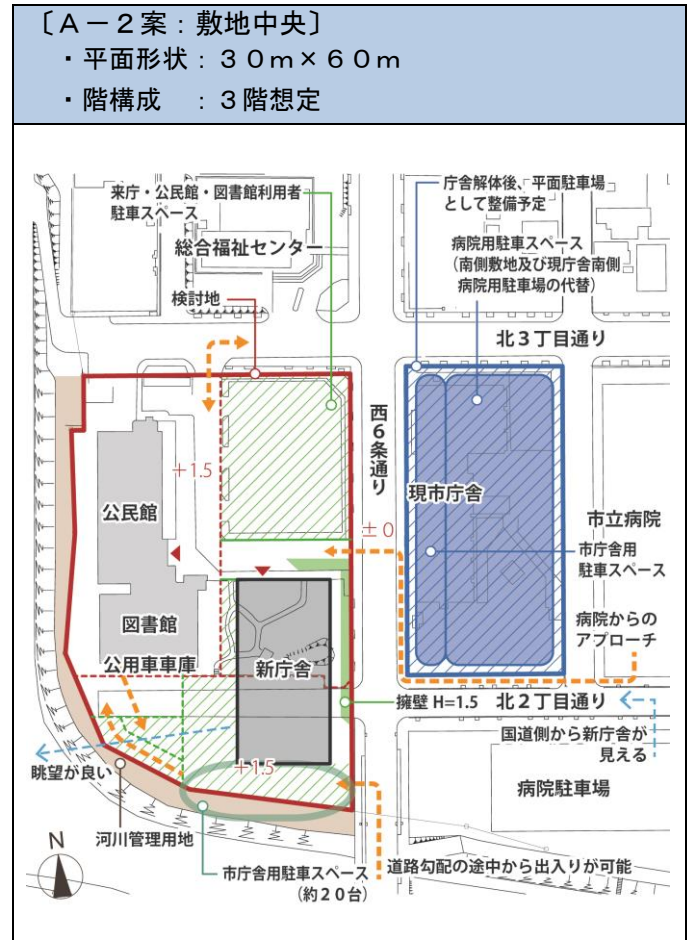 〔A－2案：敷地中央〕
・平面形状：30m×60m
・階構成　：3階想定
来庁・公民館・図書館利用者
駐車スペース
総合福祉センター
検討地
庁舎解体後、平面駐車場
として整備予定
病院用駐車スペース
（南側敷地及び現庁舎南側
病院用駐車場の代替）
北3丁目通り
西6条通り
+1.5
±0
公民館
現市庁舎
市立病院
市庁舎用
駐車スペース
図書館
病院からの
アプローチ
公用車車庫
新庁舎
擁壁 H=1.5
北2丁目通り
国道側から新庁舎が
見える
眺望が良い
+1.5
病院駐車場
N
河川管理用地
市庁舎用駐車スペース
（約20台）
道路勾配の途中から出入りが可能